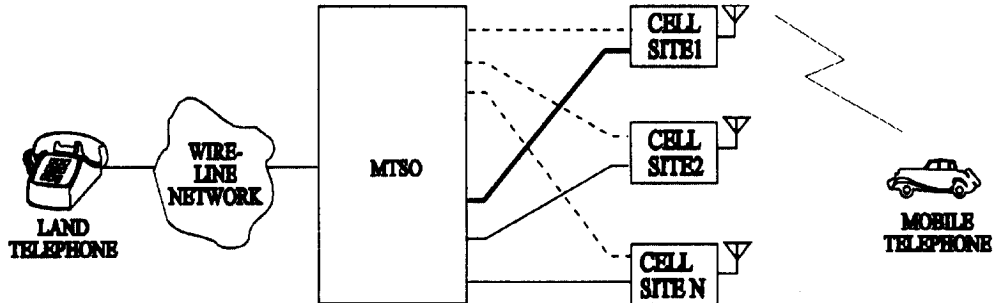 CELL
SITE1
WIRE-
LINE
NETWORK
MTSO
CELL
SITE2
LAND
TELEPHONE
MOBILE
TELEPHONE
CELL
SITE N